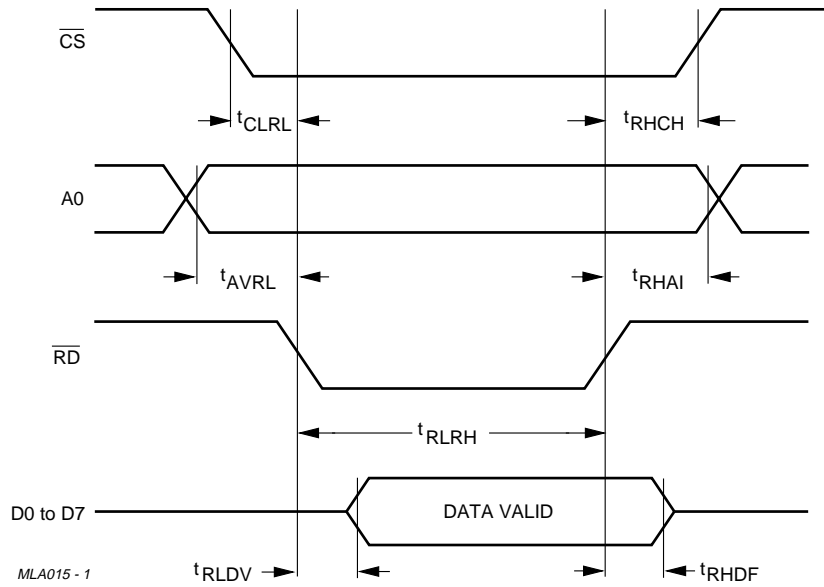 CS
tCLRL
tRHCH
A0
tAVRL
tRHAI
RD
tRLRH
D0 to D7
DATA VALID
MLA015 - 1
tRLDV
tRHDF